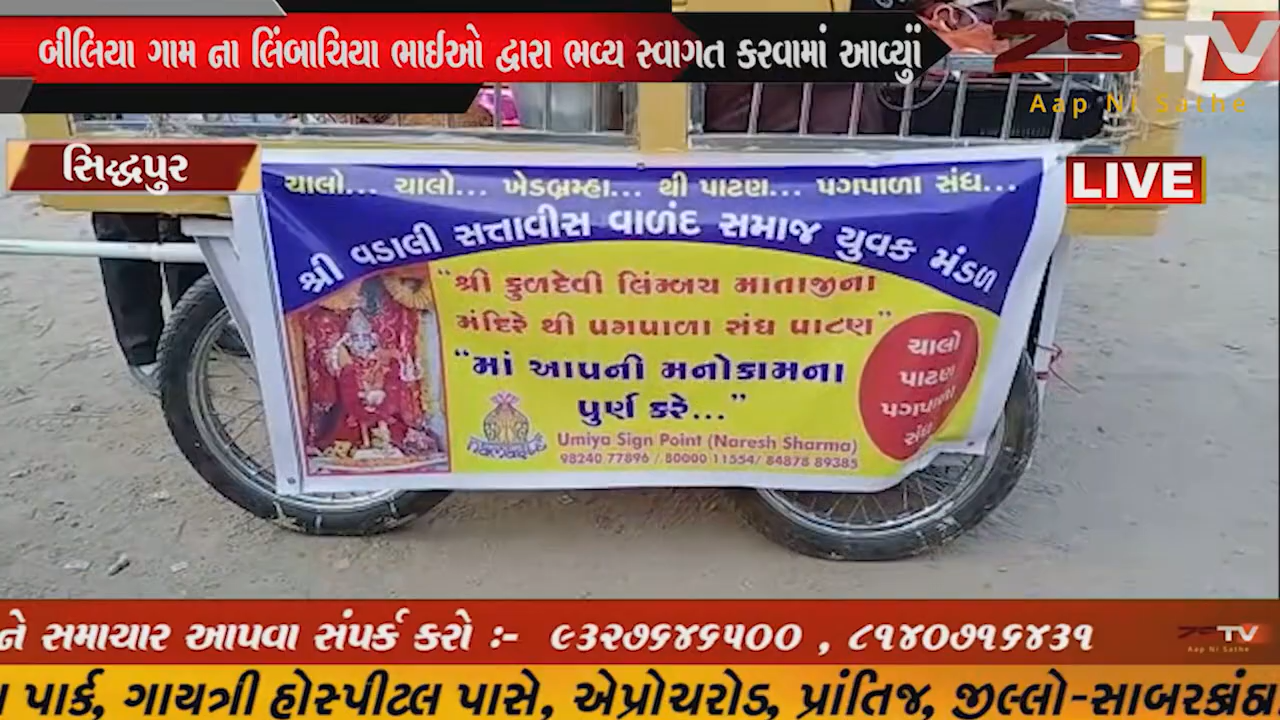 બીલિયા ગામ ના લિંબાચિયા ભાઈઓ દ્વારા ભવ્ય સ્વાગત કરવામાં આવ્યું
ZSTV
Aap Ni Sathe
સિદ્ધપુર
LIVE
ચાલો... ચાલો... ખેડબ્રમ્હા... થી પાટણ... પગપાળા સંઘ...
શ્રી વડાલી સત્તાવીસ વાળંદ સમાજ યુવક મંડળ
"શ્રી કુળદેવી લિંમ્બચ માતાજીના
મંદિરે થી પગપાળા સંઘ પાટણ"
"માં આપની મનોકામના
પુર્ણ કરે..."
ચાલો
પાટણ
પગપાળા
સંઘ
Umiya Sign Point (Naresh Sharma)
98240 77896 / 80000 11554/ 84878 89385
ને સમાચાર આપવા સંપર્ક કરો :- ૯૩૨૭૬૪૬૫૦૦ , ૮૧૪૦૭૧૬૪૩૧
ZSTV
Aap Ni Sathe
પાર્ક, ગાયત્રી હોસ્પીટલ પાસે, એપ્રોચરોડ, પ્રાંતિજ, જીલ્લો-સાબરકાંઠા